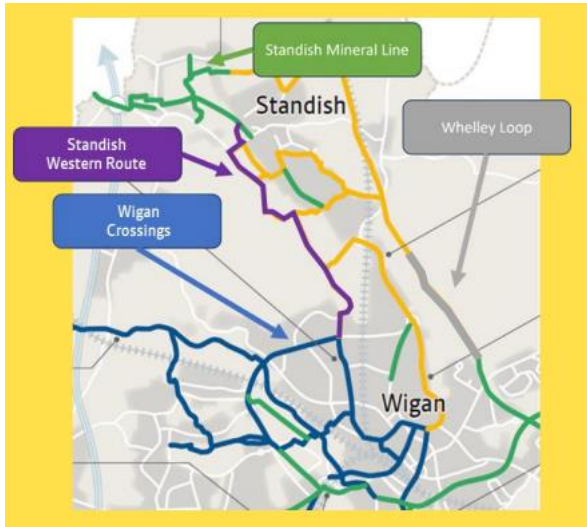 Standish Mineral Line
Standish
Whelley Loop
Standish
Western Route
Wigan
Crossings
Wigan